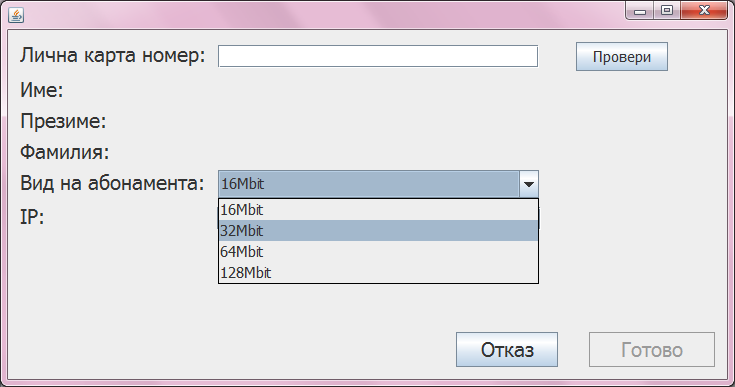 Лична карта номер: Провери
Име:
Презиме:
Фамилия:
Вид на абонамента: 16Mbit
IP:
16Mbit
32Mbit
64Mbit
128Mbit
Отказ Готово